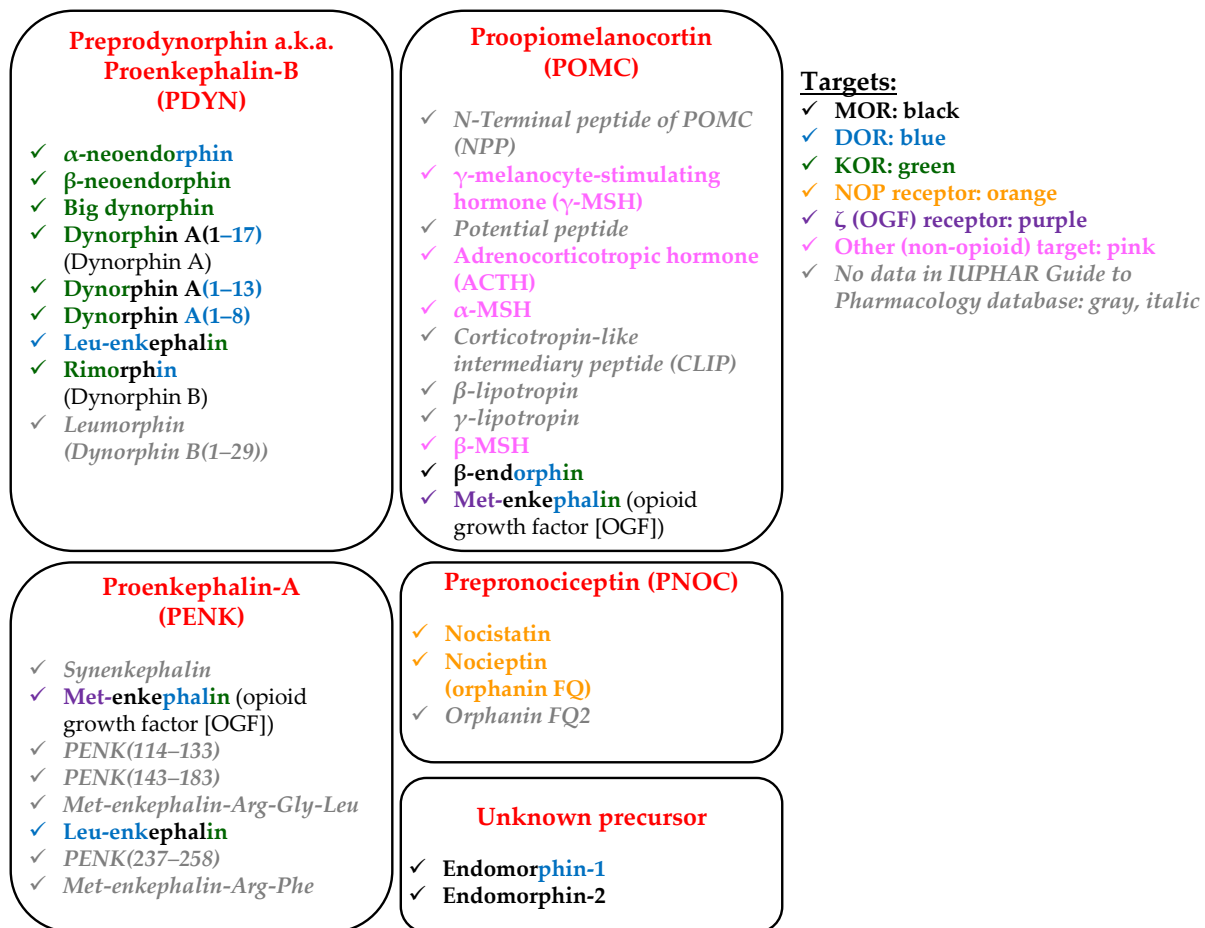 Preprodynorphin a.k.a.
Proenkephalin-B
(PDYN)
✓ α-neoendorphin
✓ β-neoendorphin
✓ Big dynorphin
✓ Dynorphin A(1–17)
(Dynorphin A)
✓ Dynorphin A(1–13)
✓ Dynorphin A(1–8)
✓ Leu-enkephalin
✓ Rimorphin
(Dynorphin B)
✓ Leumorphin
(Dynorphin B(1–29))
Proopiomelanocortin
(POMC)
✓ N-Terminal peptide of POMC
(NPP)
✓ γ-melanocyte-stimulating
hormone (γ-MSH)
✓ Potential peptide
✓ Adrenocorticotropic hormone
(ACTH)
✓ α-MSH
✓ Corticotropin-like
intermediary peptide (CLIP)
✓ β-lipotropin
✓ γ-lipotropin
✓ β-MSH
✓ β-endorphin
✓ Met-enkephalin (opioid
growth factor [OGF])
Targets:
✓ MOR: black
✓ DOR: blue
✓ KOR: green
✓ NOP receptor: orange
✓ ζ (OGF) receptor: purple
✓ Other (non-opioid) target: pink
✓ No data in IUPHAR Guide to
Pharmacology database: gray, italic
Proenkephalin-A
(PENK)
✓ Synenkephalin
✓ Met-enkephalin (opioid
growth factor [OGF])
✓ PENK(114–133)
✓ PENK(143–183)
✓ Met-enkephalin-Arg-Gly-Leu
✓ Leu-enkephalin
✓ PENK(237–258)
✓ Met-enkephalin-Arg-Phe
Prepronociceptin (PNOC)
✓ Nocistatin
✓ Nocieptin
(orphanin FQ)
✓ Orphanin FQ2
Unknown precursor
✓ Endomorphin-1
✓ Endomorphin-2